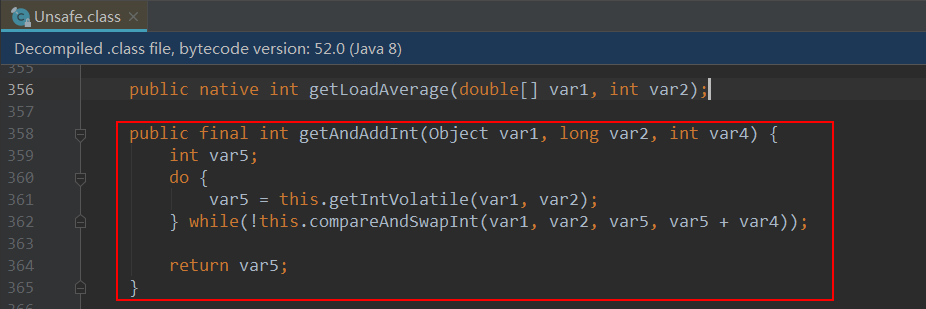 Unsafe.class
Decompiled .class file, bytecode version: 52.0 (Java 8)
355
356 public native int getLoadAverage(double[] var1, int var2);
357
358 public final int getAndAddInt(Object var1, long var2, int var4) {
359 int var5;
360 do {
361 var5 = this.getIntVolatile(var1, var2);
362 } while(!this.compareAndSwapInt(var1, var2, var5, var5 + var4));
363
364 return var5;
365 }
366